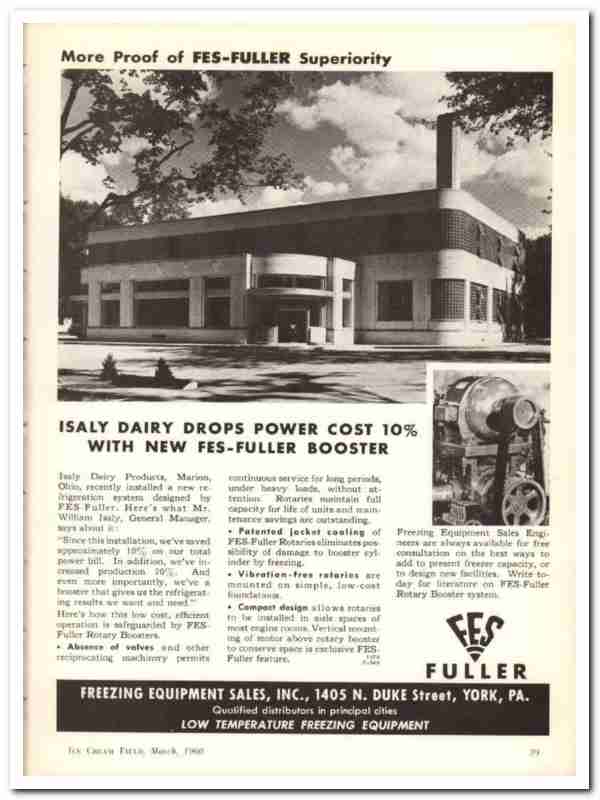 More Proof of FES-FULLER Superiority
ISALY DAIRY DROPS POWER COST 10%
WITH NEW FES-FULLER BOOSTER
Isaly Dairy Products, Marion,
Ohio, recently installed a new re-
frigeration system designed by
FES-Fuller. Here's what Mr.
William Isaly, General Manager,
says about it:
"Since this installation, we've saved
approximately 10% on our total
power bill. In addition, we've in-
creased production 20%. And
even more importantly, we've a
booster that gives us the refrigerat-
ing results we want and need."
Here's how this low cost, efficient
operation is safeguarded by FES-
Fuller Rotary Boosters.
• Absence of valves and other
reciprocating machinery permits
continuous service for long periods,
under heavy loads, without at-
tention. Rotaries maintain full
capacity for life of units and main-
tenance savings are outstanding.
• Patented jacket cooling of
FES-Fuller Rotaries eliminates pos-
sibility of damage to booster cyl-
inder by freezing.
• Vibration-free rotaries are
mounted on simple, low-cost
foundations.
• Compact design allows rotaries
to be installed in aisle spaces of
most engine rooms. Vertical mount-
ing of motor above rotary booster
to conserve space is exclusive FES-
Fuller feature.
Freezing Equipment Sales Engi-
neers are always available for free
consultation on the best ways to
add to present freezer capacity, or
to design new facilities. Write to-
day for literature on FES-Fuller
Rotary Booster system.
FES
FULLER
FREEZING EQUIPMENT SALES, INC., 1405 N. DUKE Street, YORK, PA.
Qualified distributors in principal cities
LOW TEMPERATURE FREEZING EQUIPMENT
ICE CREAM FIELD, March, 1960